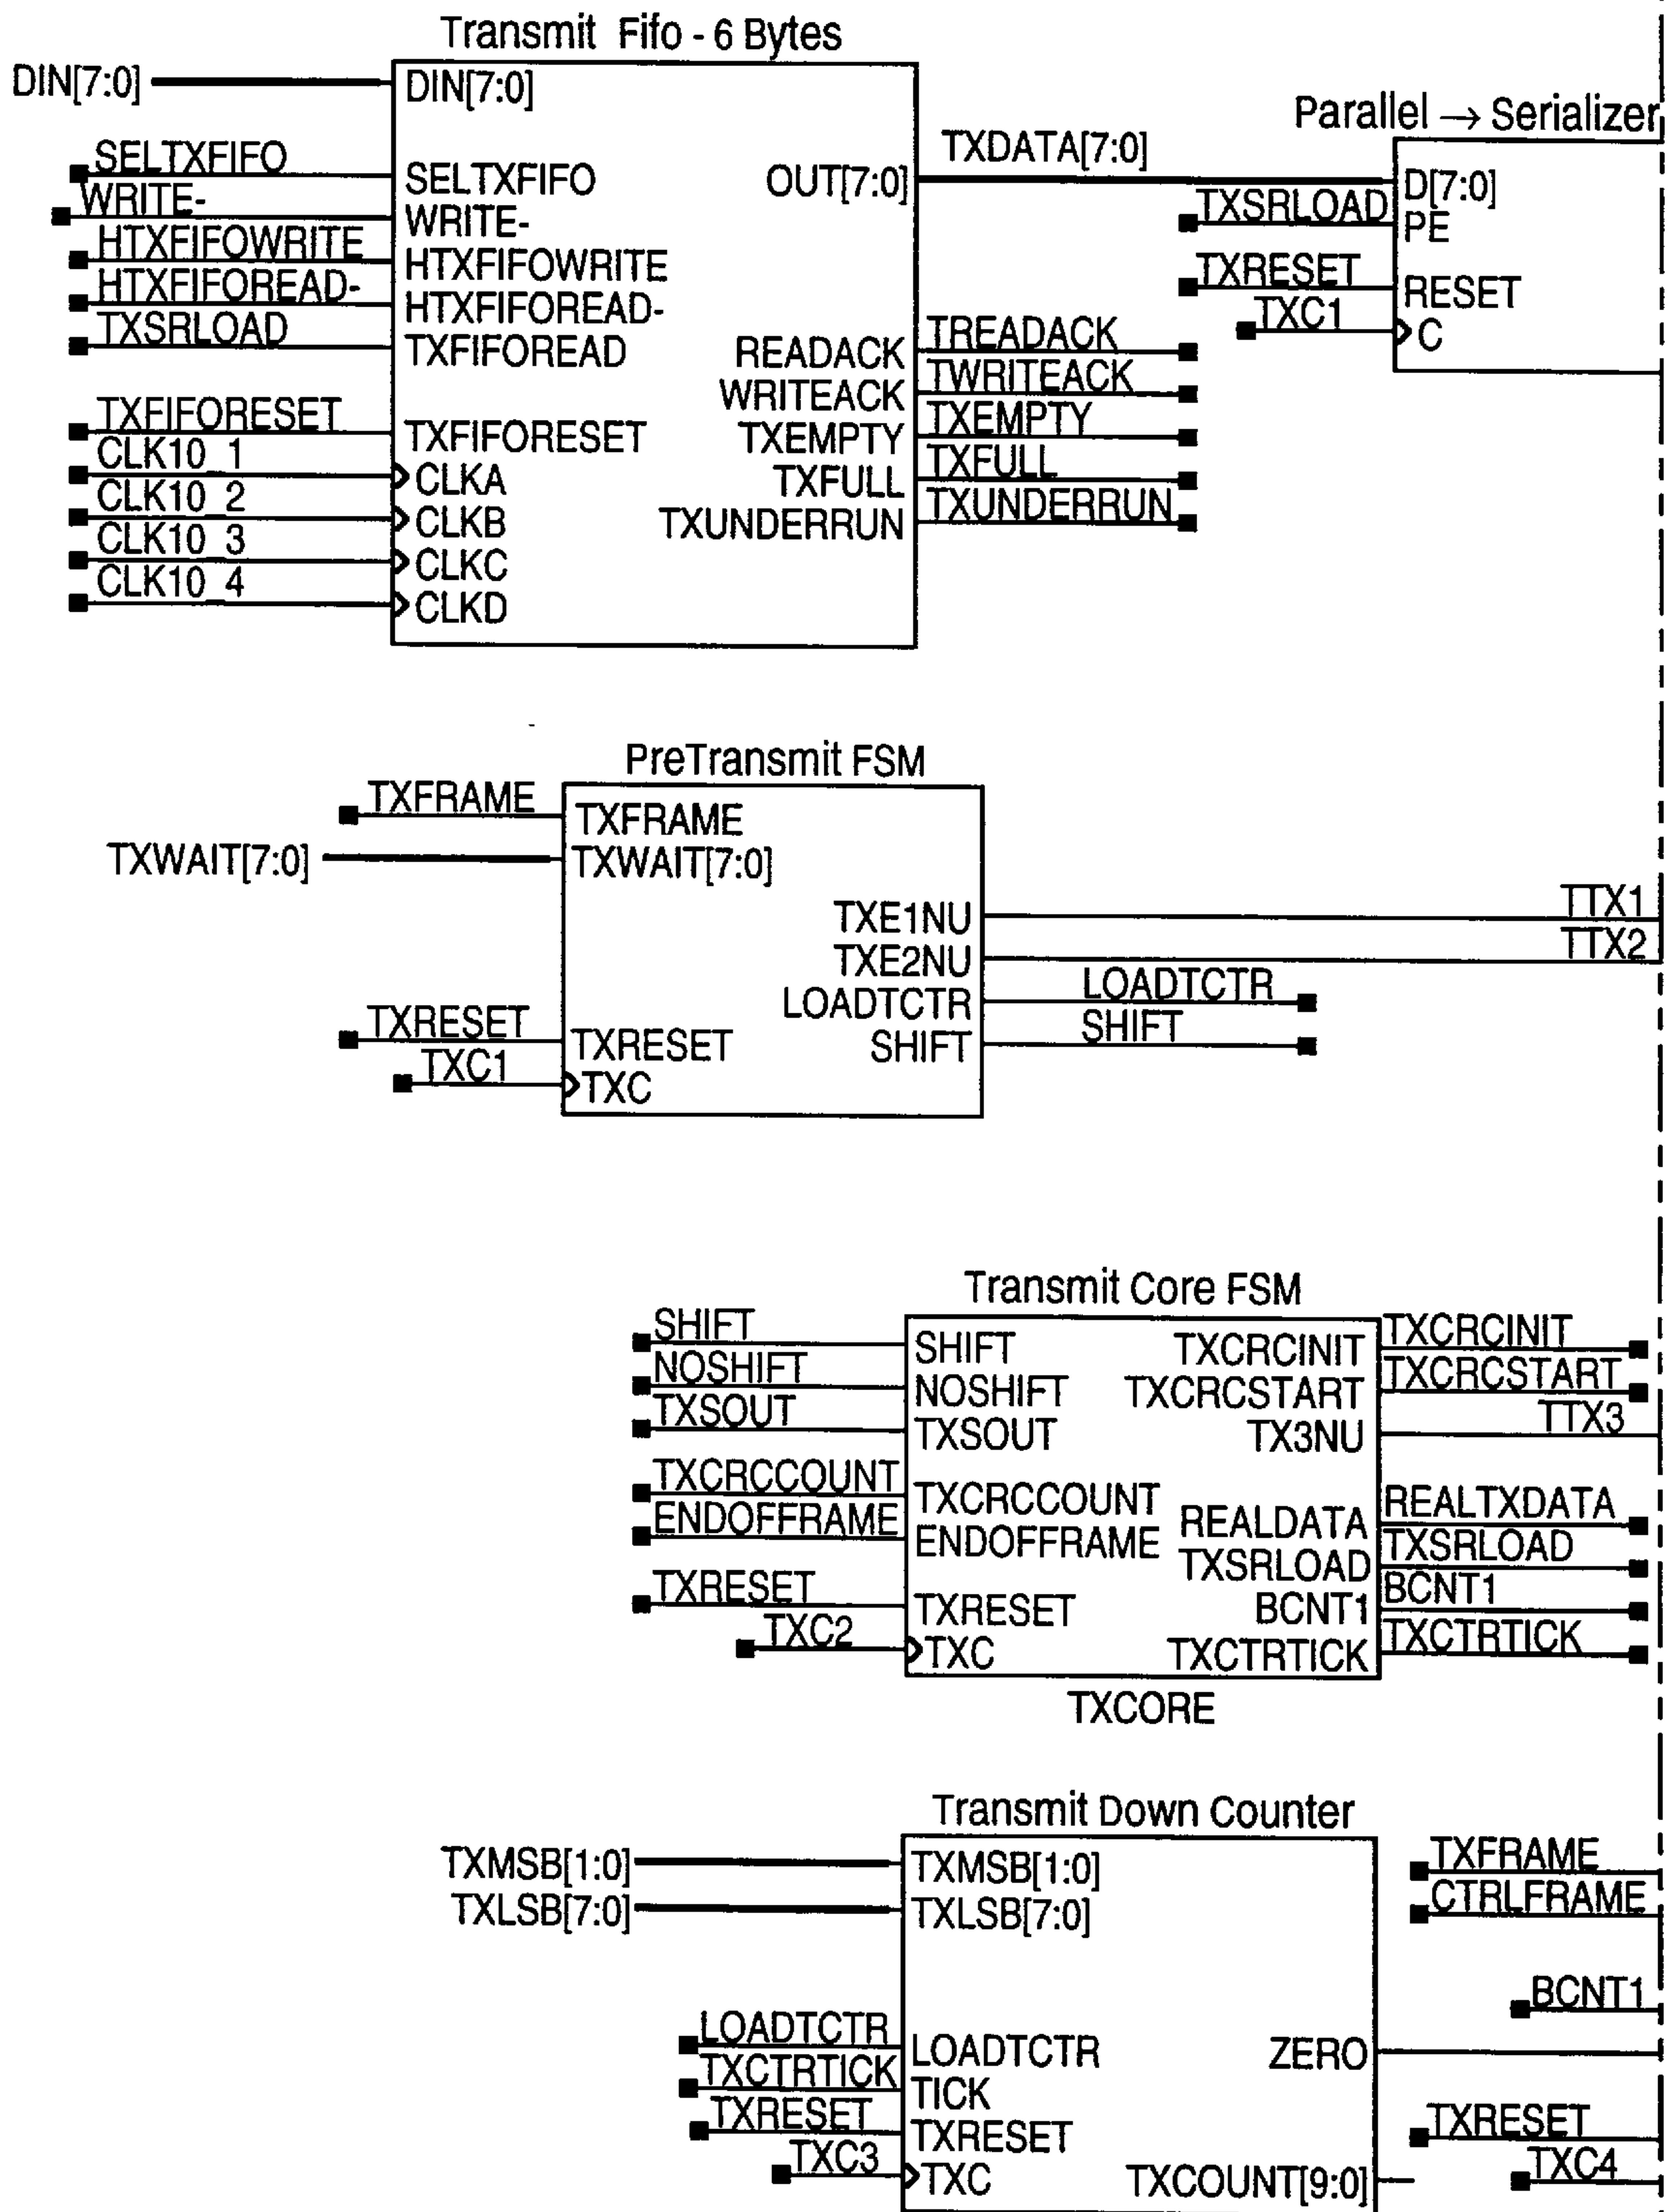 Transmit Fifo - 6 Bytes
DIN[7:0]
DIN[7:0]
SELTXFIFO
SELTXFIFO
WRITE-
WRITE-
HTXFIFOWRITE
HTXFIFOWRITE
HTXFIFOREAD-
HTXFIFOREAD-
TXSRLOAD
TXFIFOREAD
TXFIFORESET
TXFIFORESET
CLK10_1
CLKA
CLK10_2
CLKB
CLK10_3
CLKC
CLK10_4
CLKD
OUT[7:0]
TXDATA[7:0]
READACK
TREADACK
WRITEACK
TWRITEACK
TXEMPTY
TXEMPTY
TXFULL
TXFULL
TXUNDERRUN
TXUNDERRUN
Parallel → Serializer
D[7:0]
TXSRLOAD
PE
TXRESET
RESET
TXC1
C
PreTransmit FSM
TXFRAME
TXFRAME
TXWAIT[7:0]
TXWAIT[7:0]
TXE1NU
TTX1
TXE2NU
TTX2
LOADTCTR
LOADTCTR
SHIFT
SHIFT
TXRESET
TXRESET
TXC1
TXC
Transmit Core FSM
SHIFT
SHIFT
NOSHIFT
NOSHIFT
TXSOUT
TXSOUT
TXCRCCOUNT
TXCRCCOUNT
ENDOFFRAME
ENDOFFRAME
TXRESET
TXRESET
TXC2
TXC
TXCRCINIT
TXCRCINIT
TXCRCSTART
TXCRCSTART
TX3NU
TTX3
REALDATA
REALTXDATA
TXSRLOAD
TXSRLOAD
BCNT1
BCNT1
TXCTRTICK
TXCTRTICK
TXCORE
Transmit Down Counter
TXMSB[1:0]
TXMSB[1:0]
TXLSB[7:0]
TXLSB[7:0]
LOADTCTR
LOADTCTR
TXCTRTICK
TICK
TXRESET
TXRESET
TXC3
TXC
ZERO
TXCOUNT[9:0]
TXFRAME
CTRLFRAME
BCNT1
TXRESET
TXC4